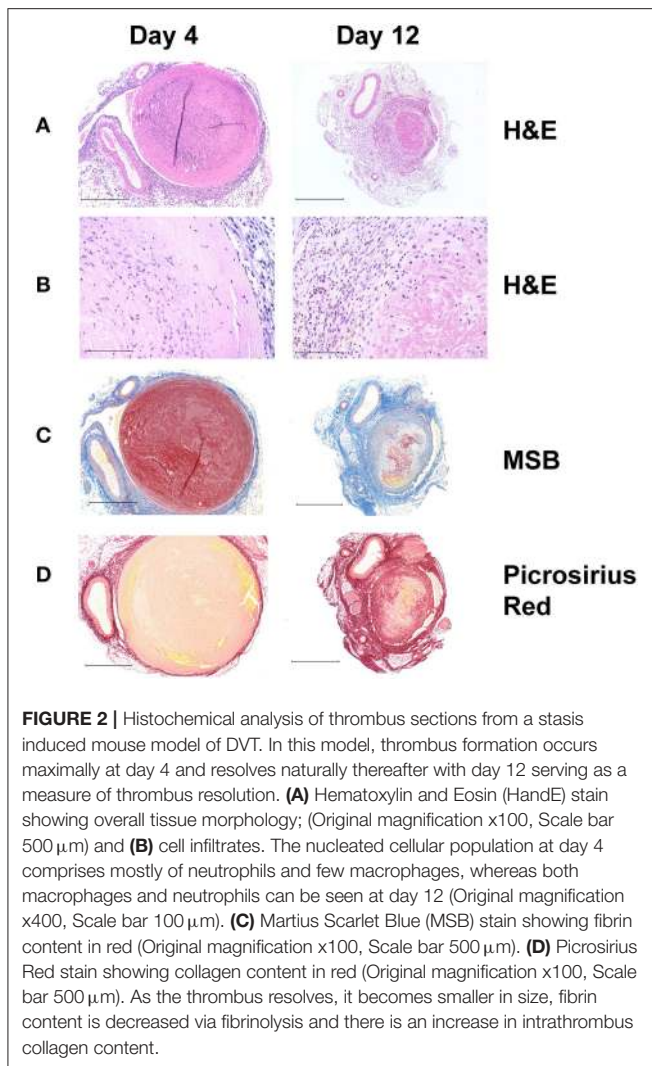 Day 4 Day 12
A H&E
B H&E
C MSB
D Picrosirius
Red
FIGURE 2 | Histochemical analysis of thrombus sections from a stasis
induced mouse model of DVT. In this model, thrombus formation occurs
maximally at day 4 and resolves naturally thereafter with day 12 serving as a
measure of thrombus resolution. (A) Hematoxylin and Eosin (HandE) stain
showing overall tissue morphology; (Original magnification x100, Scale bar
500 μm) and (B) cell infiltrates. The nucleated cellular population at day 4
comprises mostly of neutrophils and few macrophages, whereas both
macrophages and neutrophils can be seen at day 12 (Original magnification
x400, Scale bar 100 μm). (C) Martius Scarlet Blue (MSB) stain showing fibrin
content in red (Original magnification x100, Scale bar 500 μm). (D) Picrosirius
Red stain showing collagen content in red (Original magnification x100, Scale
bar 500 μm). As the thrombus resolves, it becomes smaller in size, fibrin
content is decreased via fibrinolysis and there is an increase in intrathrombus
collagen content.